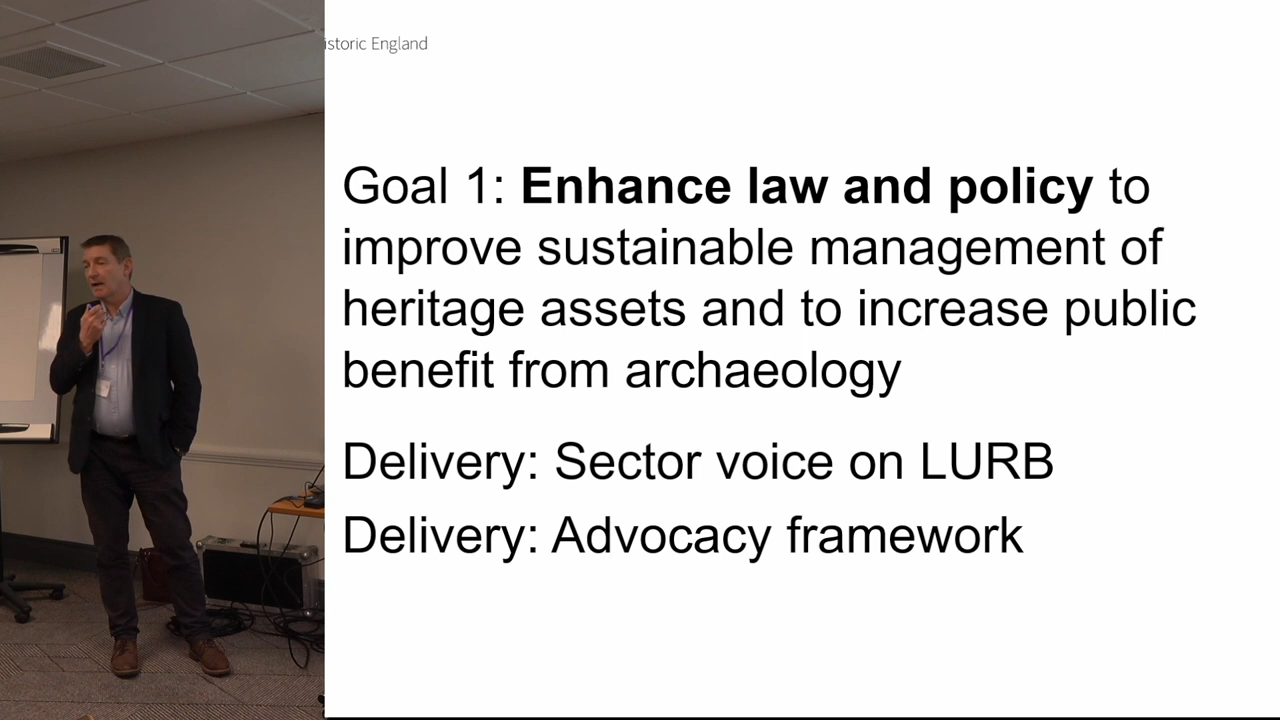 istoric England
Goal 1: Enhance law and policy to
improve sustainable management of
heritage assets and to increase public
benefit from archaeology
Delivery: Sector voice on LURB
Delivery: Advocacy framework